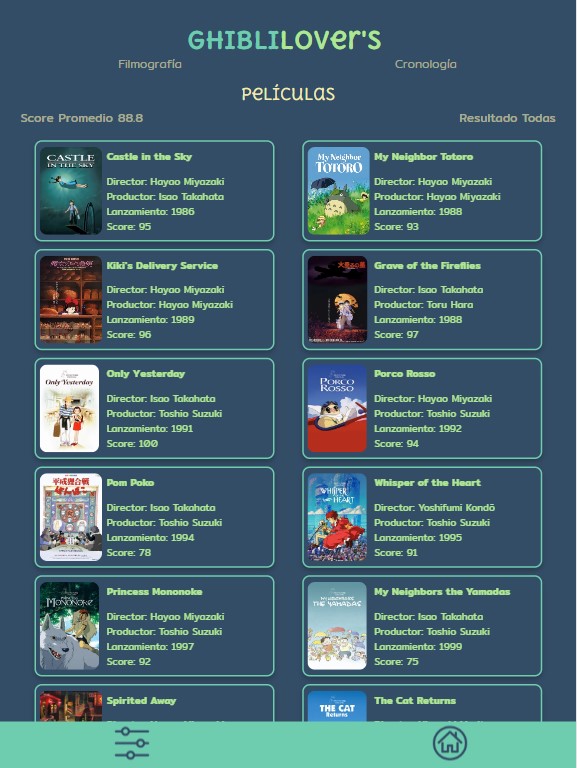 GHIBLILOVER'S
Filmografía
Cronología
PELÍCULAS
Score Promedio 88.8
Resultado Todas
CASTLE
IN THE SKY
Castle in the Sky
Director: Hayao Miyazaki
Productor: Isao Takahata
Lanzamiento: 1986
Score: 95
My Neighbor
TOTORO
My Neighbor Totoro
Director: Hayao Miyazaki
Productor: Hayao Miyazaki
Lanzamiento: 1988
Score: 93
Kiki's Delivery Service
Director: Hayao Miyazaki
Productor: Hayao Miyazaki
Lanzamiento: 1989
Score: 96
Grave of the Fireflies
Director: Isao Takahata
Productor: Toru Hara
Lanzamiento: 1988
Score: 97
Only Yesterday
Only Yesterday
Director: Isao Takahata
Productor: Toshio Suzuki
Lanzamiento: 1991
Score: 100
PORCO
ROSSO
Porco Rosso
Director: Hayao Miyazaki
Productor: Toshio Suzuki
Lanzamiento: 1992
Score: 94
Pom Poko
Director: Isao Takahata
Productor: Toshio Suzuki
Lanzamiento: 1994
Score: 78
WHISPER
OF THE
HEART
Whisper of the Heart
Director: Yoshifumi Kondō
Productor: Toshio Suzuki
Lanzamiento: 1995
Score: 91
PRINCESS
MONONOKE
Princess Mononoke
Director: Hayao Miyazaki
Productor: Toshio Suzuki
Lanzamiento: 1997
Score: 92
MY NEIGHBORS
THE YAMADAS
My Neighbors the Yamadas
Director: Isao Takahata
Productor: Toshio Suzuki
Lanzamiento: 1999
Score: 75
Spirited Away
THE CAT
Returns
The Cat Returns